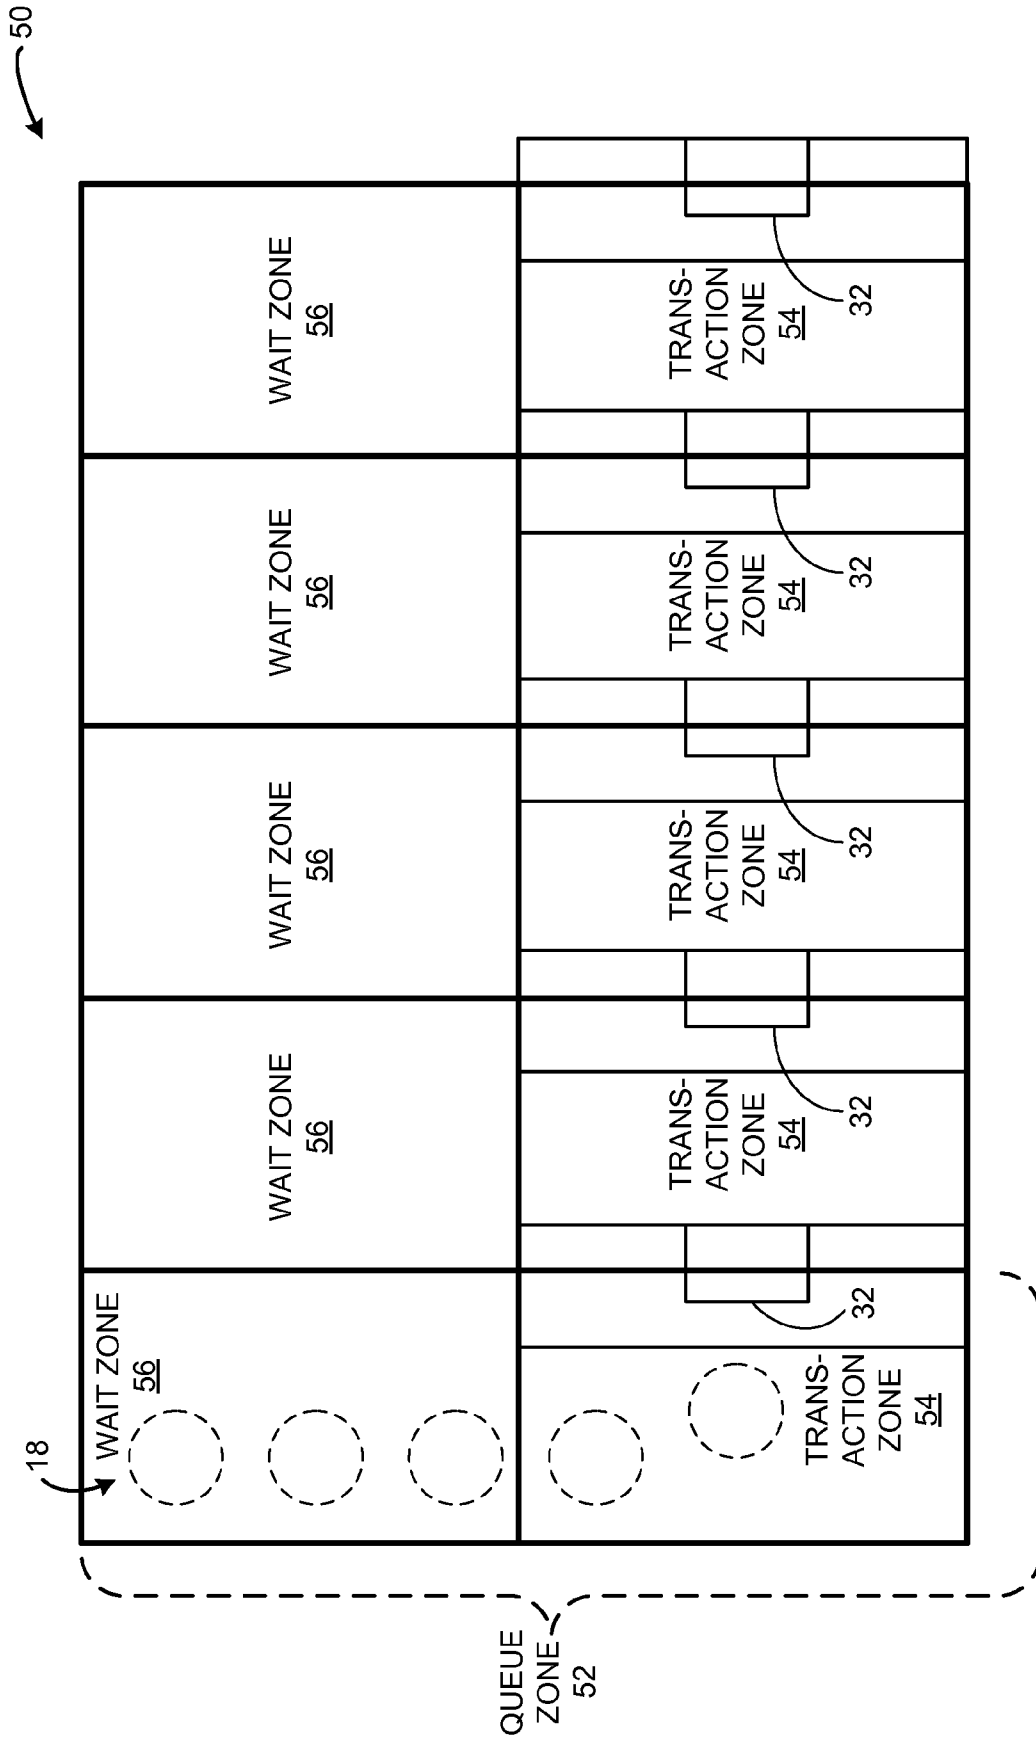 50
18
WAIT ZONE
56
WAIT ZONE
56
WAIT ZONE
56
WAIT ZONE
56
WAIT ZONE
56
QUEUE
ZONE
52
TRANS-
ACTION
ZONE
54
32
TRANS-
ACTION
ZONE
54
32
TRANS-
ACTION
ZONE
54
32
TRANS-
ACTION
ZONE
54
32
TRANS-
ACTION
ZONE
54
32